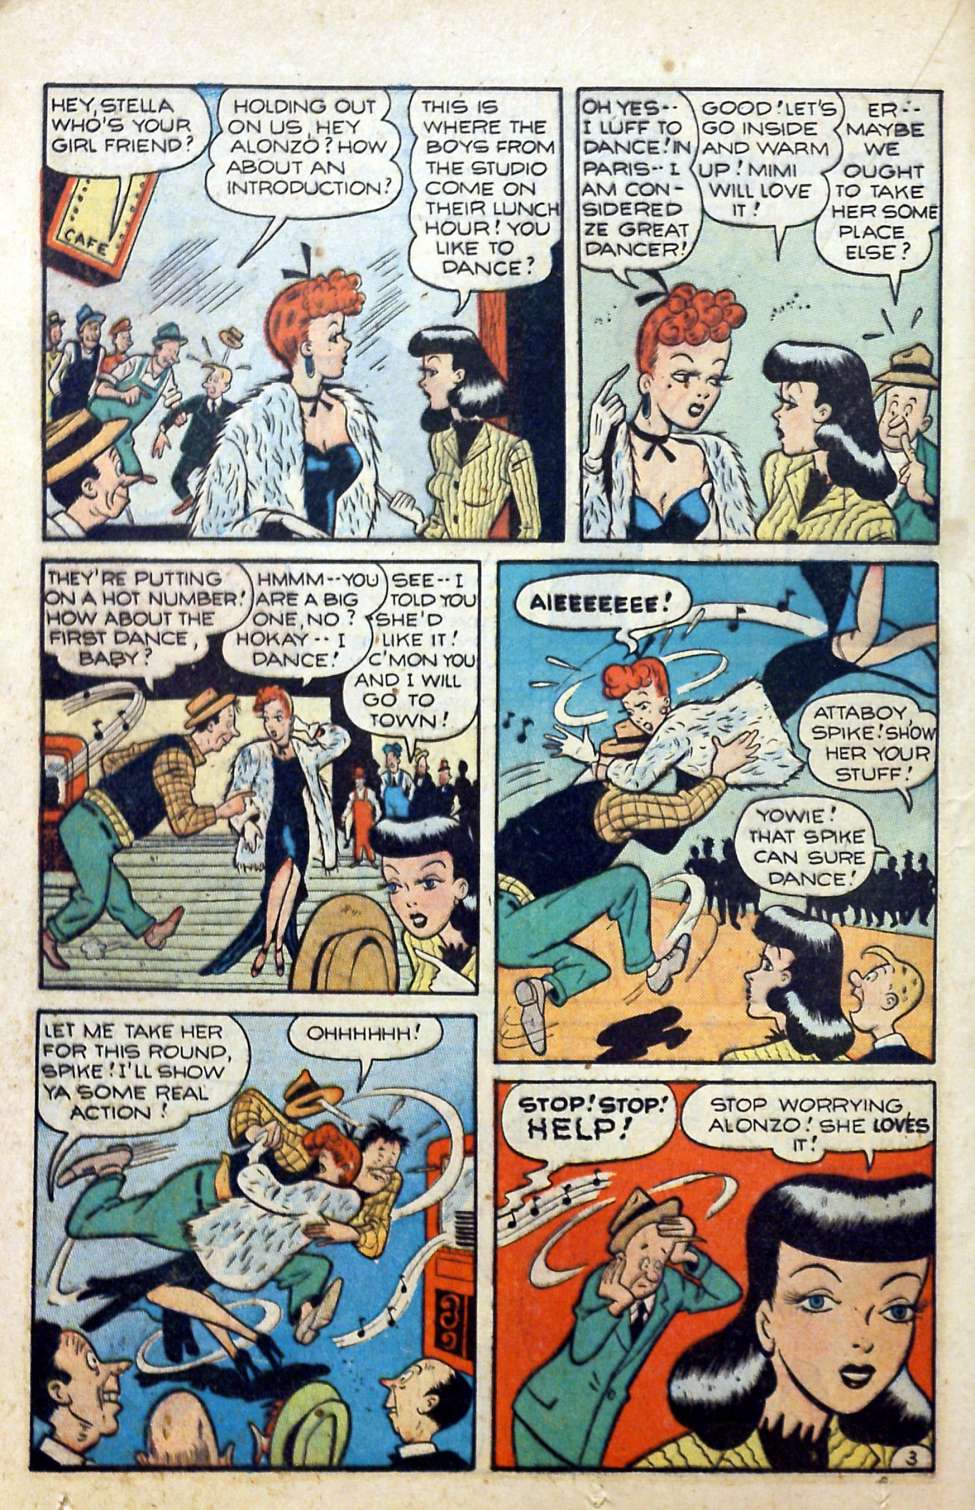 HEY, STELLA
WHO'S YOUR
GIRL FRIEND?
HOLDING OUT
ON US, HEY
ALONZO? HOW
ABOUT AN
INTRODUCTION?
THIS IS
WHERE THE
BOYS FROM
THE STUDIO
COME ON
THEIR LUNCH
HOUR! YOU
LIKE TO
DANCE?
CAFE
OH YES--
I LUFF TO
DANCE! IN
PARIS-- I
AM CON-
SIDERED
ZE GREAT
DANCER!
GOOD! LET'S
GO INSIDE
AND WARM
UP! MIMI
WILL LOVE
IT!
ER--
MAYBE
WE
OUGHT
TO TAKE
HER SOME
PLACE
ELSE?
THEY'RE PUTTING
ON A HOT NUMBER!
HOW ABOUT THE
FIRST DANCE,
BABY?
HMMM--YOU
ARE A BIG
ONE, NO?
HOKAY-- I
DANCE!
SEE-- I
TOLD YOU
SHE'D
LIKE IT!
C'MON YOU
AND I WILL
GO TO
TOWN!
AIEEEEEEE!
ATTABOY,
SPIKE! SHOW
HER YOUR
STUFF!
YOWIE!
THAT SPIKE
CAN SURE
DANCE!
LET ME TAKE HER
FOR THIS ROUND,
SPIKE! I'LL SHOW
YA SOME REAL
ACTION!
OHHHHHH!
STOP! STOP!
HELP!
STOP WORRYING,
ALONZO! SHE LOVES
IT!
3